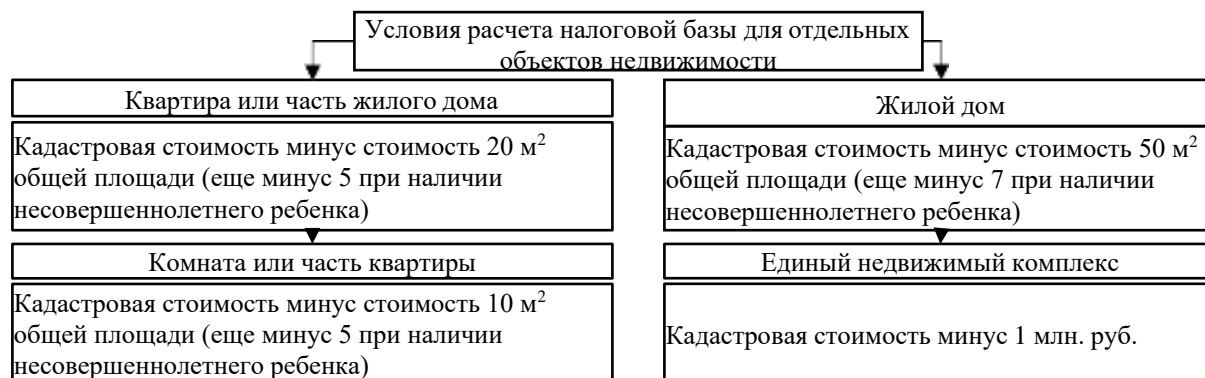 Условия расчета налоговой базы для отдельных
объектов недвижимости
Квартира или часть жилого дома
Кадастровая стоимость минус стоимость 20 м²
общей площади (еще минус 5 при наличии
несовершеннолетнего ребенка)
Комната или часть квартиры
Кадастровая стоимость минус стоимость 10 м²
общей площади (еще минус 5 при наличии
несовершеннолетнего ребенка)
Жилой дом
Кадастровая стоимость минус стоимость 50 м²
общей площади (еще минус 7 при наличии
несовершеннолетнего ребенка)
Единый недвижимый комплекс
Кадастровая стоимость минус 1 млн. руб.